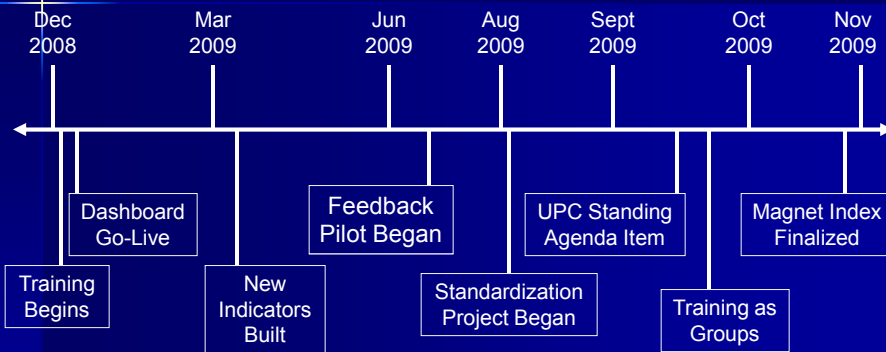 Dec
2008
Mar
2009
Jun
2009
Aug
2009
Sept
2009
Oct
2009
Nov
2009
Dashboard
Go-Live
Feedback
Pilot Began
UPC Standing
Agenda Item
Magnet Index
Finalized
Training
Begins
New
Indicators
Built
Standardization
Project Began
Training as
Groups